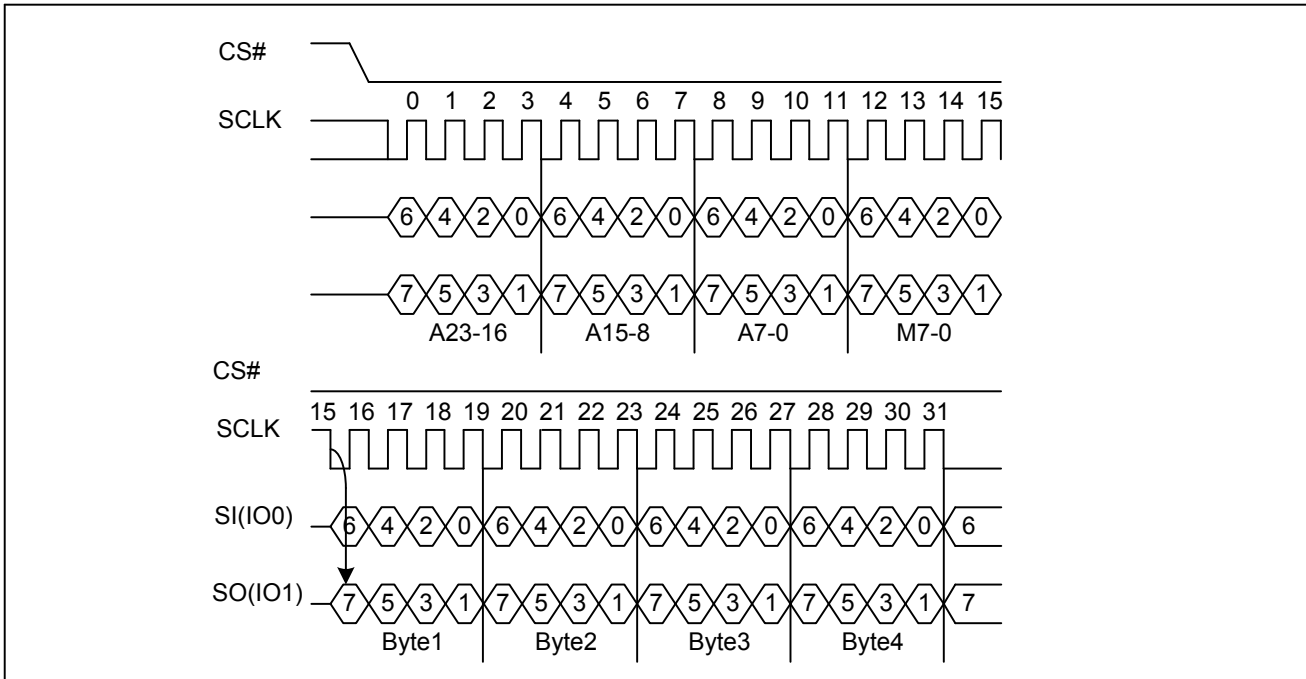 CS#
0 1 2 3 4 5 6 7 8 9 10 11 12 13 14 15
SCLK
6 4 2 0 6 4 2 0 6 4 2 0 6 4 2 0
7 5 3 1 7 5 3 1 7 5 3 1 7 5 3 1
A23-16 A15-8 A7-0 M7-0
CS#
15 16 17 18 19 20 21 22 23 24 25 26 27 28 29 30 31
SCLK
SI(IO0) 6 4 2 0 6 4 2 0 6 4 2 0 6 4 2 0 6
SO(IO1) 7 5 3 1 7 5 3 1 7 5 3 1 7 5 3 1 7
Byte1 Byte2 Byte3 Byte4